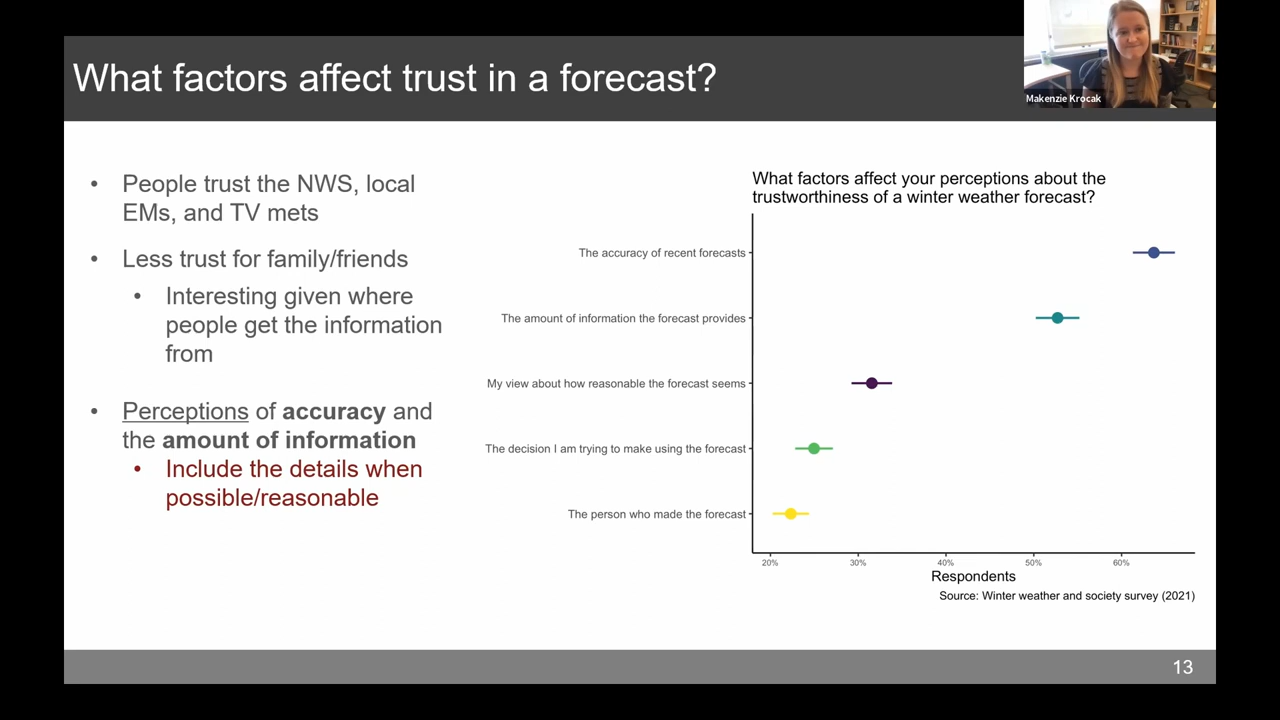 What factors affect trust in a forecast?
Makenzie Krocak
• People trust the NWS, local
EMs, and TV mets
• Less trust for family/friends
• Interesting given where
people get the information
from
• Perceptions of accuracy and
the amount of information
• Include the details when
possible/reasonable
What factors affect your perceptions about the
trustworthiness of a winter weather forecast?
The accuracy of recent forecasts
The amount of information the forecast provides
My view about how reasonable the forecast seems
The decision I am trying to make using the forecast
The person who made the forecast
20% 30% 40% 50% 60%
Respondents
Source: Winter weather and society survey (2021)
13